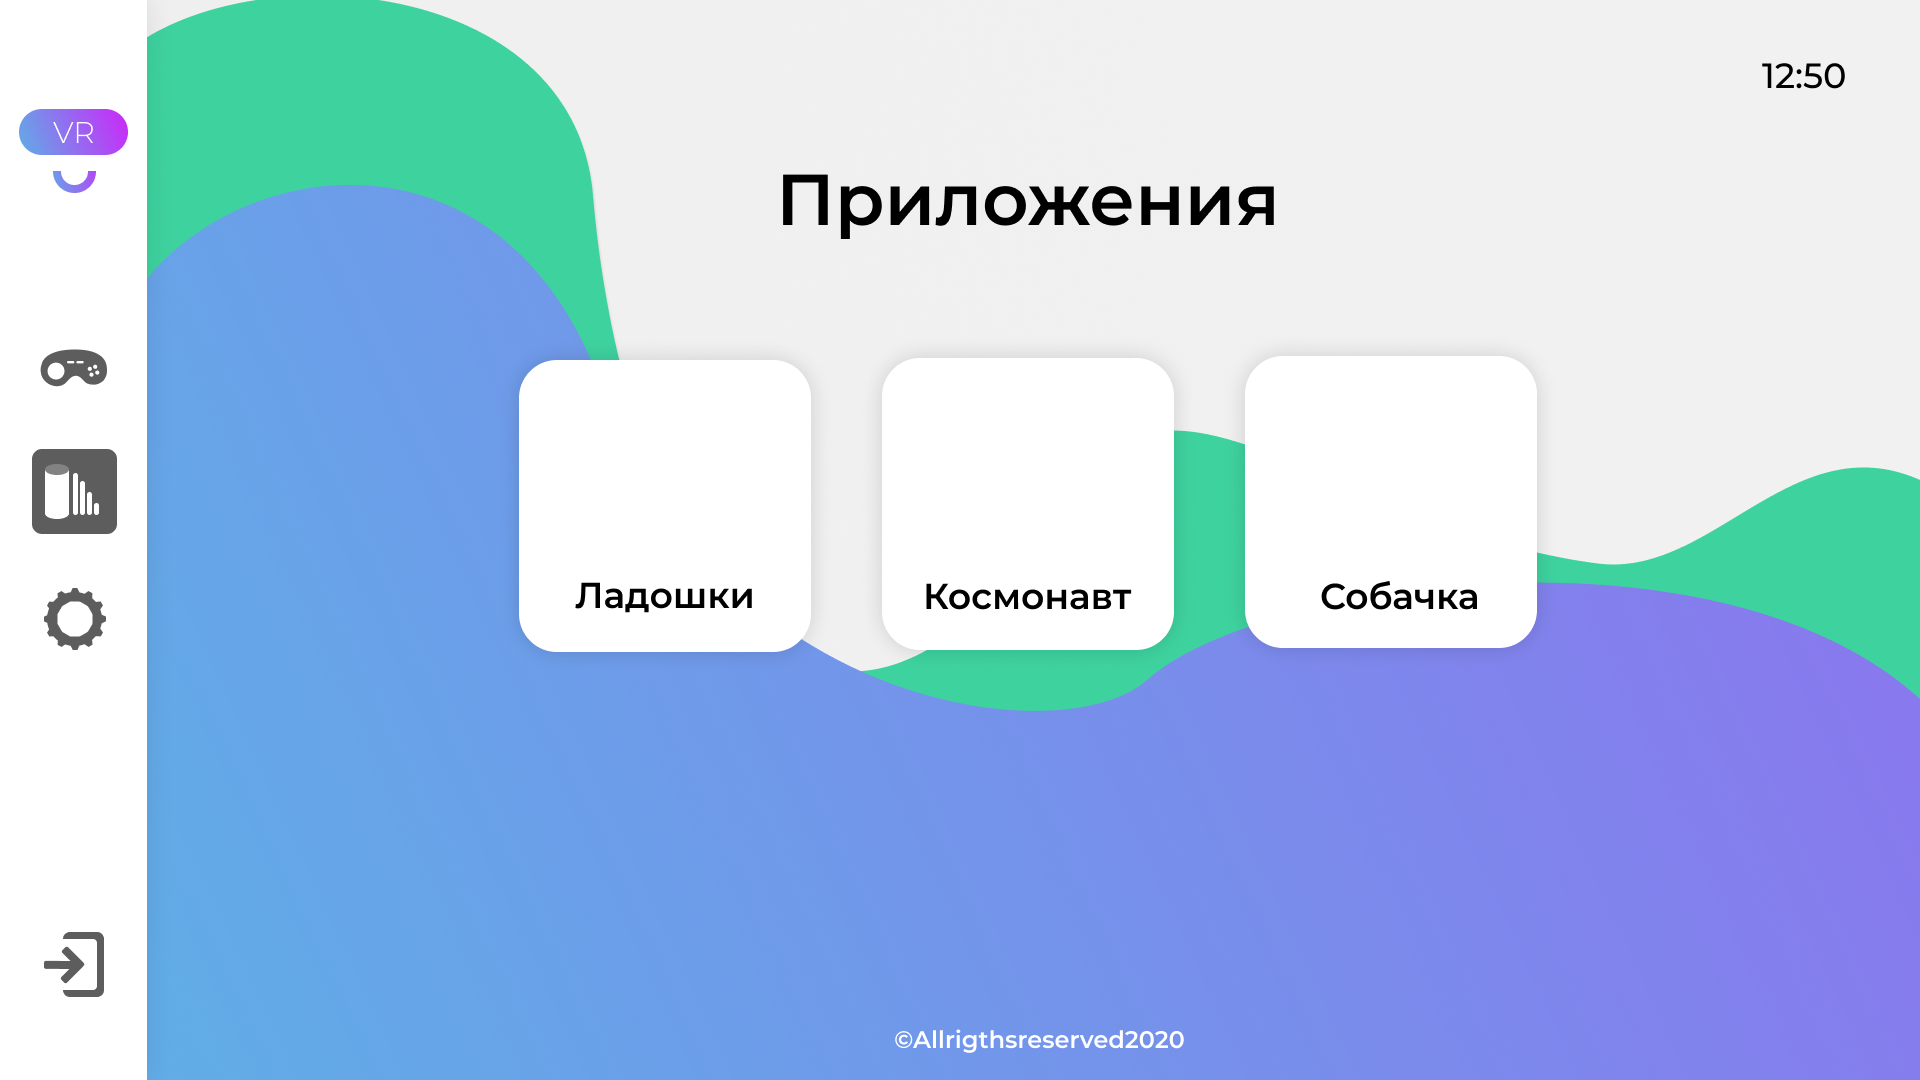 12:50
VR
Приложения
Ладошки
Космонавт
Собачка
©Allrigthsreserved2020